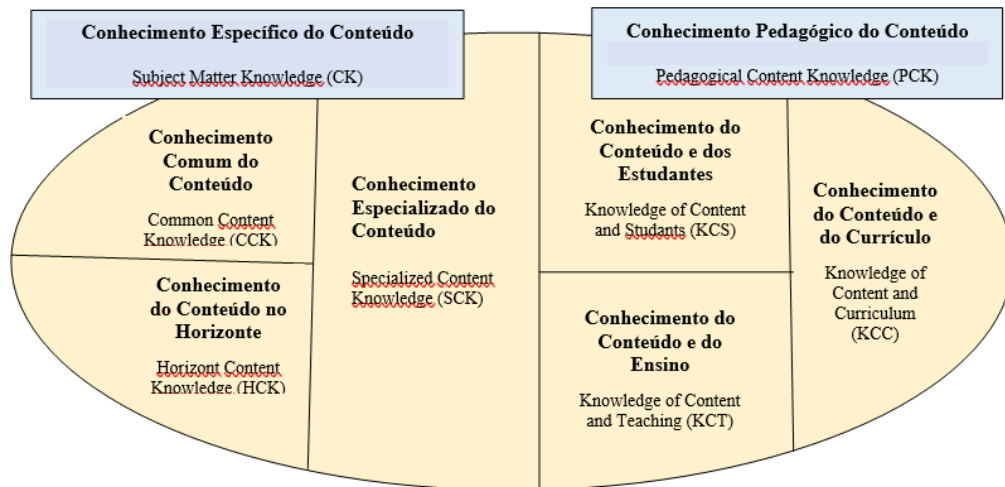 Conhecimento Específico do Conteúdo
Subject Matter Knowledge (CK)
Conhecimento Pedagógico do Conteúdo
Pedagogical Content Knowledge (PCK)
Conhecimento
Comum do
Conteúdo
Common Content
Knowledge (CCK)
Conhecimento
do Conteúdo no
Horizonte
Horizont Content
Knowledge (HCK)
Conhecimento
Especializado do
Conteúdo
Specialized Content
Knowledge (SCK)
Conhecimento do
Conteúdo e dos
Estudantes
Knowledge of Content
and Studants (KCS)
Conhecimento do
Conteúdo e do
Ensino
Knowledge of Content
and Teaching (KCT)
Conhecimento
do Conteúdo e
do Currículo
Knowledge of
Content and
Curriculum
(KCC)